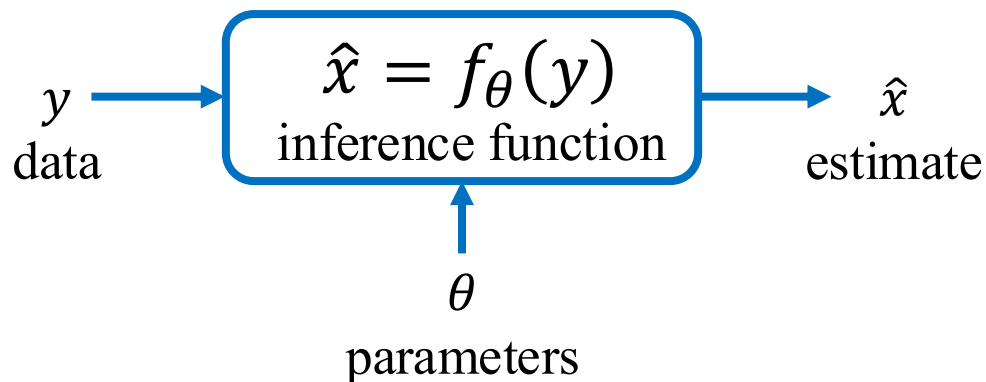 x̂ = f_θ(y)
inference function
y
data
x̂
estimate
θ
parameters